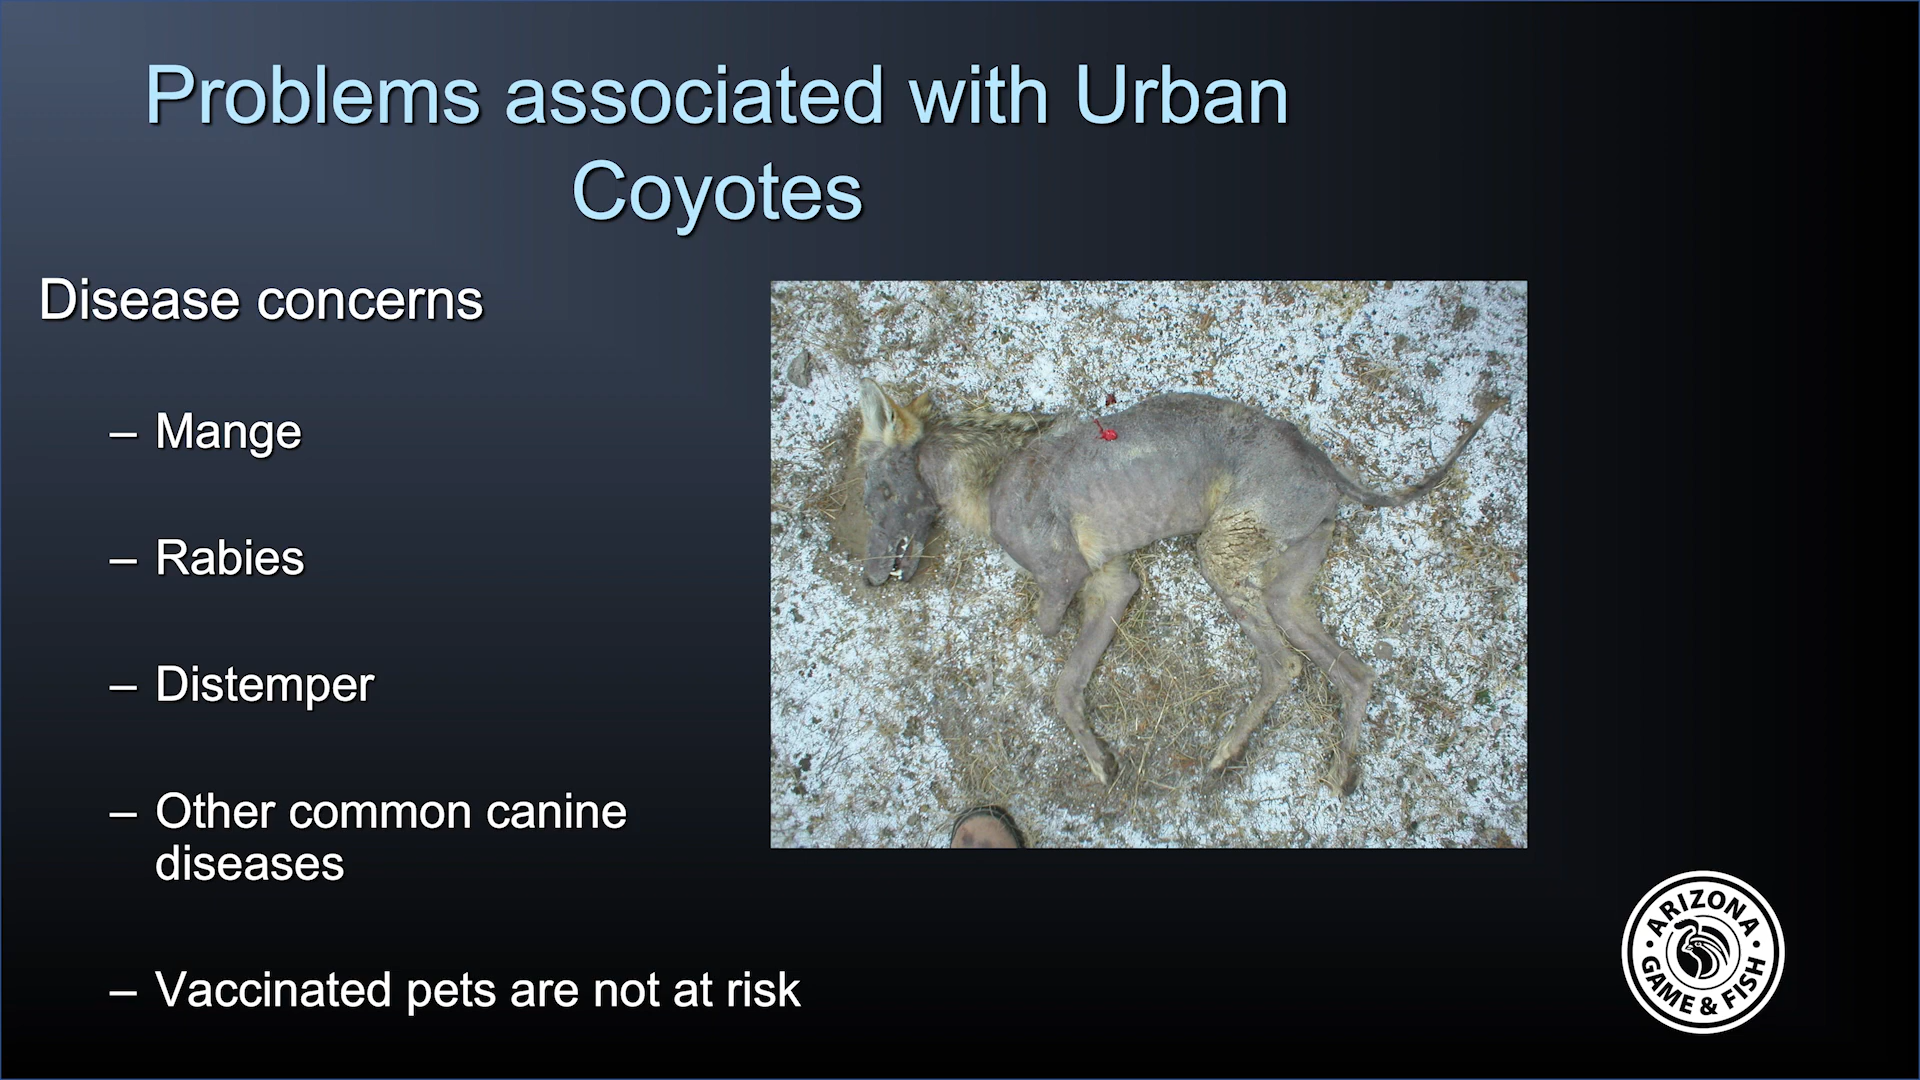 Problems associated with Urban
Coyotes
Disease concerns
– Mange
– Rabies
– Distemper
– Other common canine
diseases
– Vaccinated pets are not at risk
ARIZONA
GAME & FISH